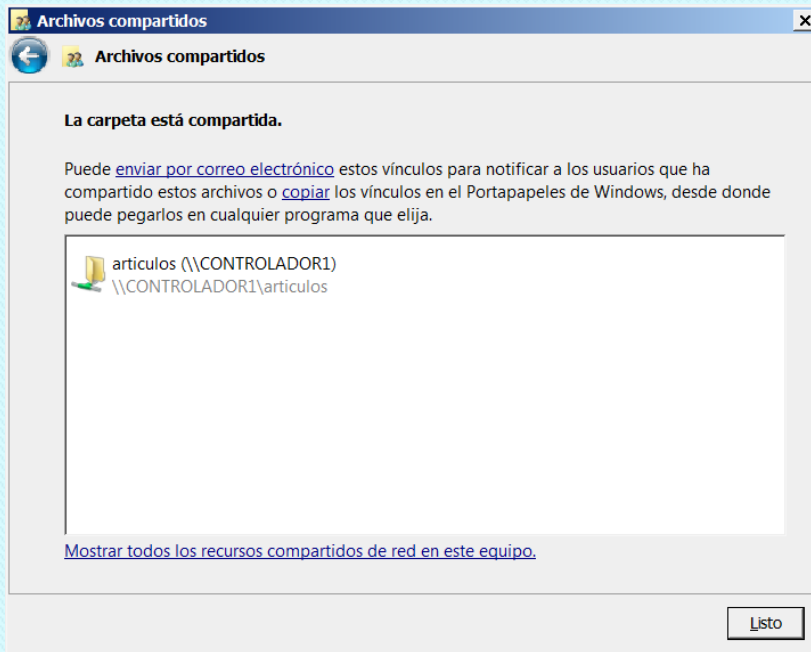 Archivos compartidos
Archivos compartidos
La carpeta está compartida.
Puede enviar por correo electrónico estos vínculos para notificar a los usuarios que ha
compartido estos archivos o copiar los vínculos en el Portapapeles de Windows, desde donde
puede pegarlos en cualquier programa que elija.
articulos (\\CONTROLADOR1)
\\CONTROLADOR1\articulos
Mostrar todos los recursos compartidos de red en este equipo.
Listo